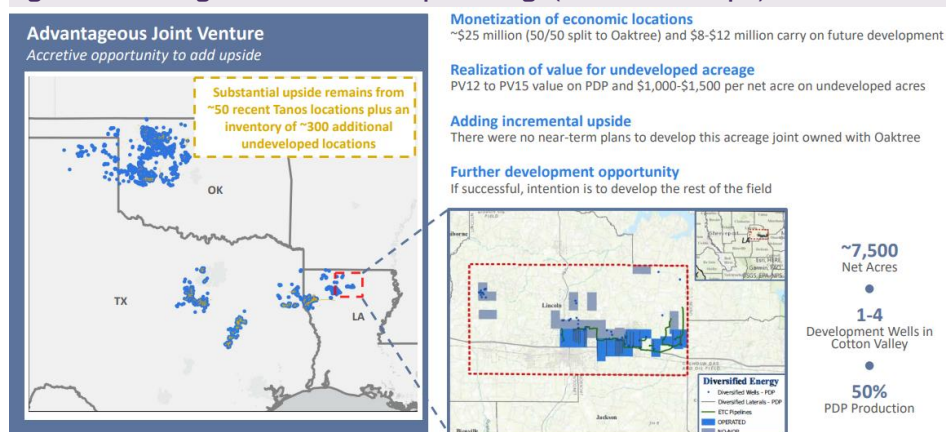 Advantageous Joint Venture
Accretive opportunity to add upside
Substantial upside remains from
~50 recent Tanos locations plus an
inventory of ~300 additional
undeveloped locations
OK
TX
LA
Monetization of economic locations
~$25 million (50/50 split to Oaktree) and $8-$12 million carry on future development
Realization of value for undeveloped acreage
PV12 to PV15 value on PDP and $1,000-$1,500 per net acre on undeveloped acres
Adding incremental upside
There were no near-term plans to develop this acreage joint owned with Oaktree
Further development opportunity
If successful, intention is to develop the rest of the field
Lincoln
Jackson
LA
Diversified Energy
Diversified Wells - PDP
Diversified Laterals - PDP
ETC Pipelines
OPERATED
~7,500
Net Acres
1-4
Development Wells in
Cotton Valley
50%
PDP Production